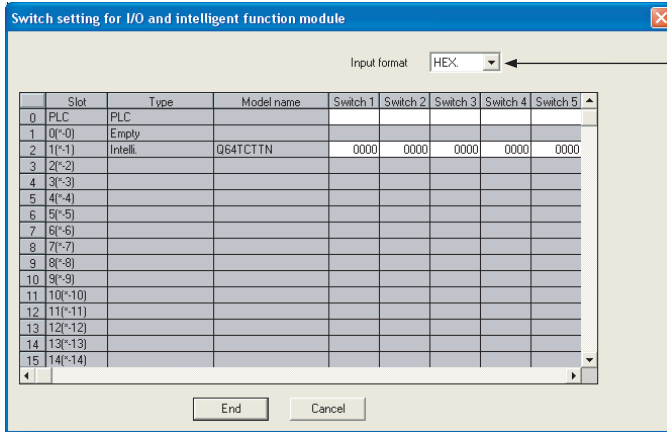 Switch setting for I/O and intelligent function module
Input format HEX.
Slot Type Model name Switch 1 Switch 2 Switch 3 Switch 4 Switch 5
0 PLC PLC
1 0(*-0) Empty
2 1(*-1) Intelli. Q64TCTTN 0000 0000 0000 0000 0000
3 2(*-2)
4 3(*-3)
5 4(*-4)
6 5(*-5)
7 6(*-6)
8 7(*-7)
9 8(*-8)
10 9(*-9)
11 10(*-10)
12 11(*-11)
13 12(*-12)
14 13(*-13)
15 14(*-14)
End Cancel